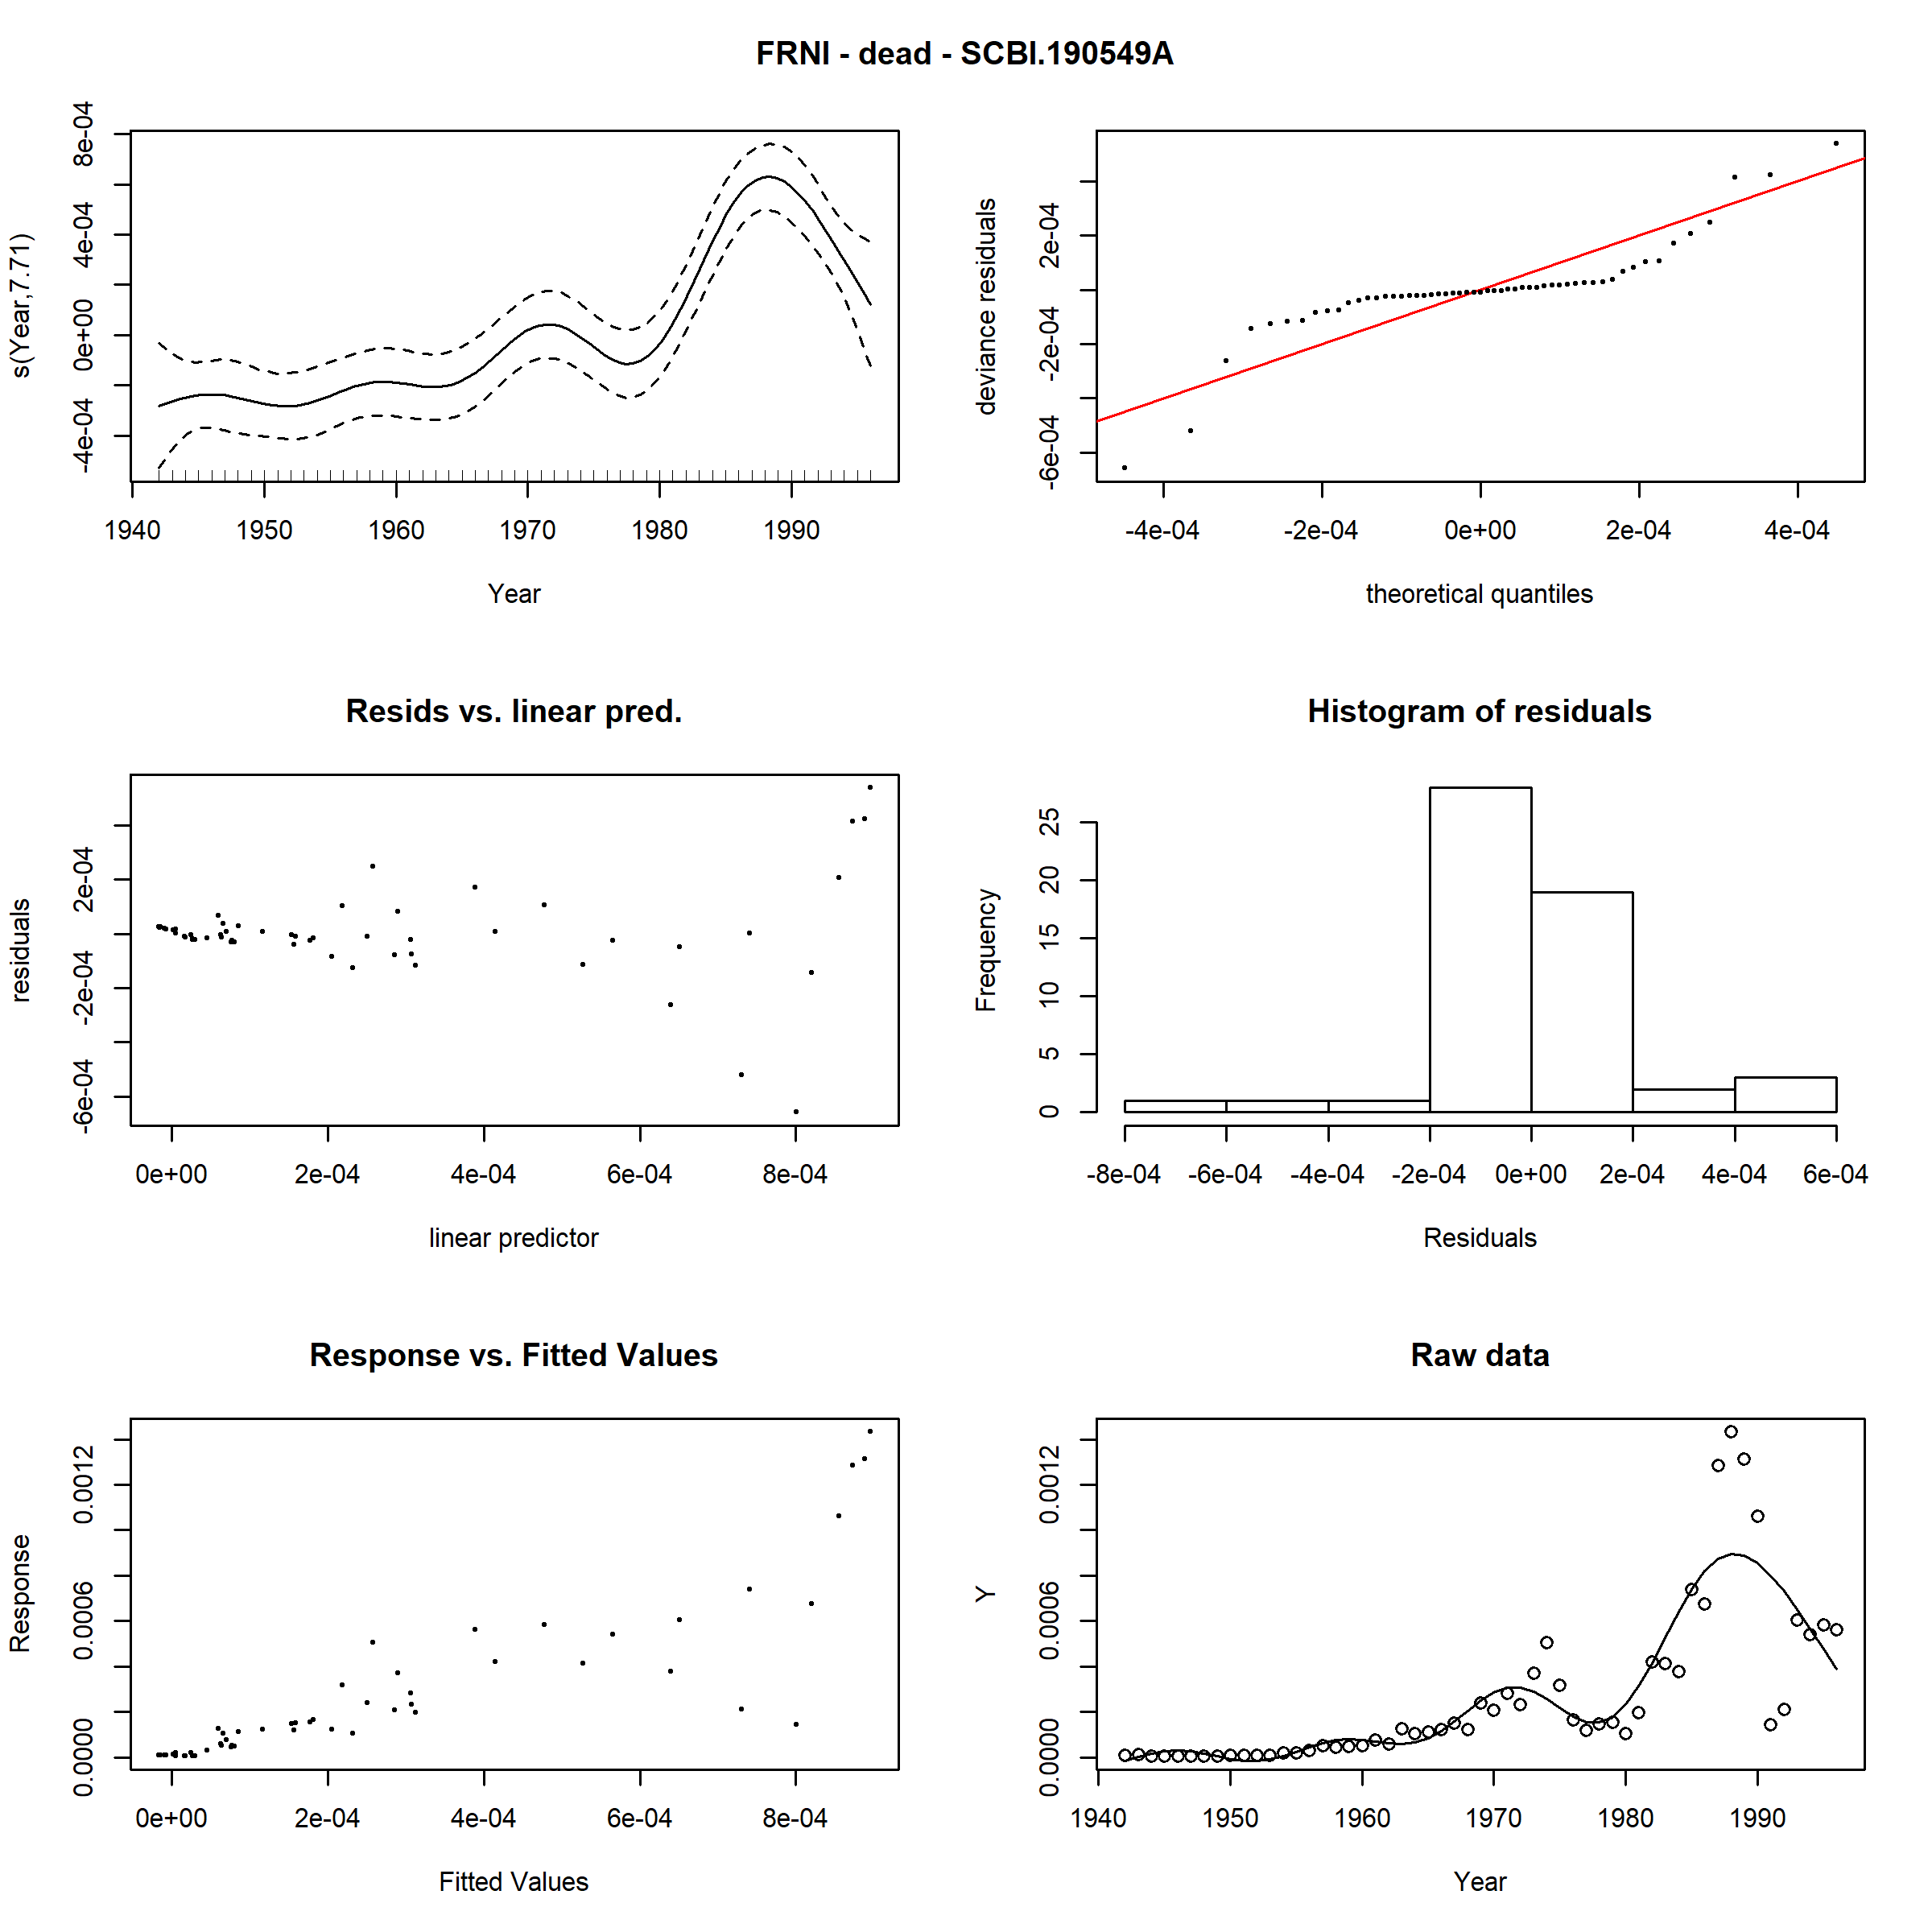 FRNI - dead - SCBI.190549A
s(Year,7.71)
-4e-04 0e+00 4e-04 8e-04
1940 1950 1960 1970 1980 1990
Year
deviance residuals
-6e-04 -2e-04 2e-04
-4e-04 -2e-04 0e+00 2e-04 4e-04
theoretical quantiles
Resids vs. linear pred.
residuals
-6e-04 -2e-04 2e-04
0e+00 2e-04 4e-04 6e-04 8e-04
linear predictor
Histogram of residuals
Frequency
0 5 10 15 20 25
-8e-04 -6e-04 -4e-04 -2e-04 0e+00 2e-04 4e-04 6e-04
Residuals
Response vs. Fitted Values
Response
0.0000 0.0006 0.0012
0e+00 2e-04 4e-04 6e-04 8e-04
Fitted Values
Raw data
Y
0.0000 0.0006 0.0012
1940 1950 1960 1970 1980 1990
Year